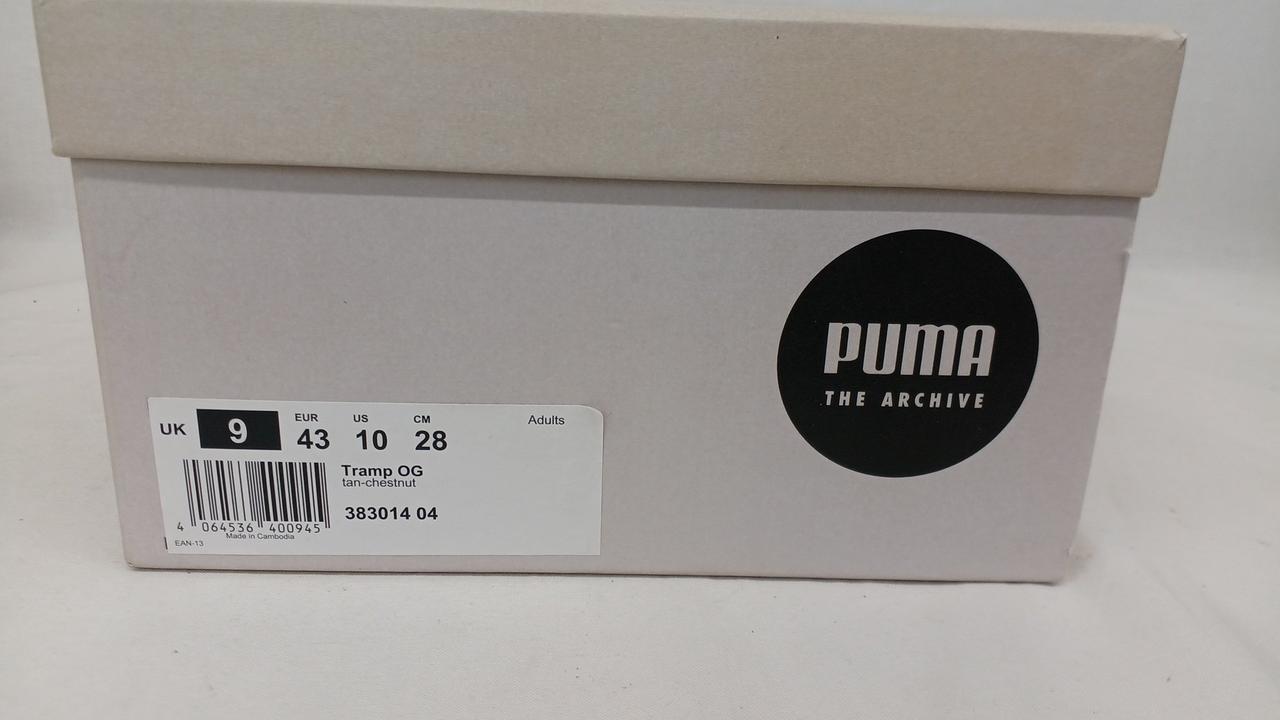 PUMA
THE ARCHIVE
UK 9 EUR 43 US 10 CM 28 Adults
Tramp OG
tan-chestnut
383014 04
4 064536 400945
Made in Cambodia
EAN-13